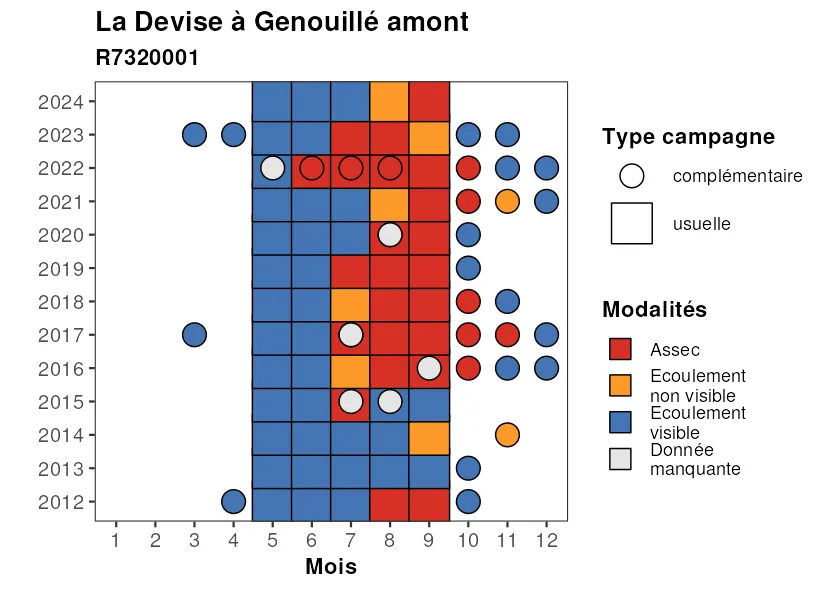 La Devise à Genouillé amont
R7320001
2024
2023
2022
2021
2020
2019
2018
2017
2016
2015
2014
2013
2012
1 2 3 4 5 6 7 8 9 10 11 12
Mois
Type campagne
complémentaire
usuelle
Modalités
Assec
Ecoulement
non visible
Ecoulement
visible
Donnée
manquante